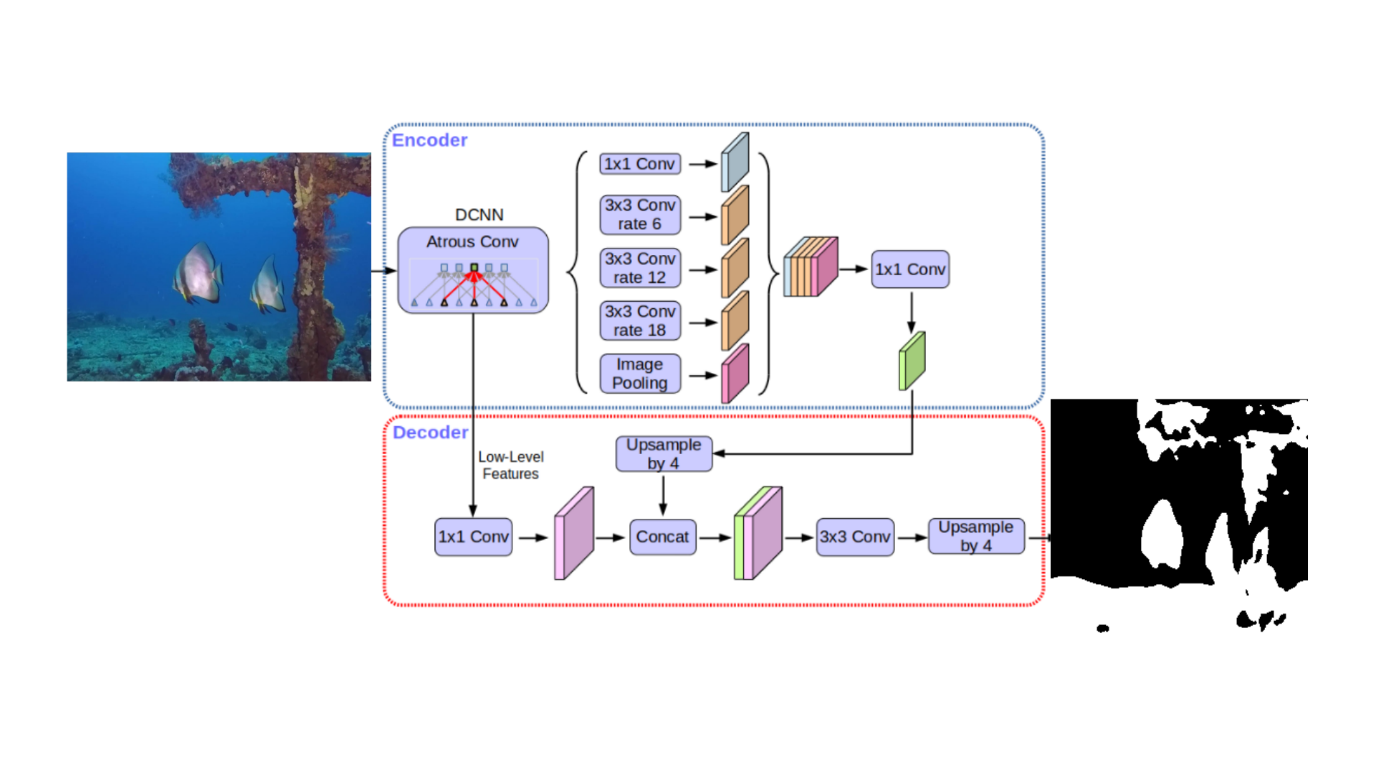 Encoder
DCNN
Atrous Conv
1x1 Conv
3x3 Conv
rate 6
3x3 Conv
rate 12
3x3 Conv
rate 18
Image
Pooling
1x1 Conv
Decoder
Low-Level
Features
Upsample
by 4
1x1 Conv
Concat
3x3 Conv
Upsample
by 4